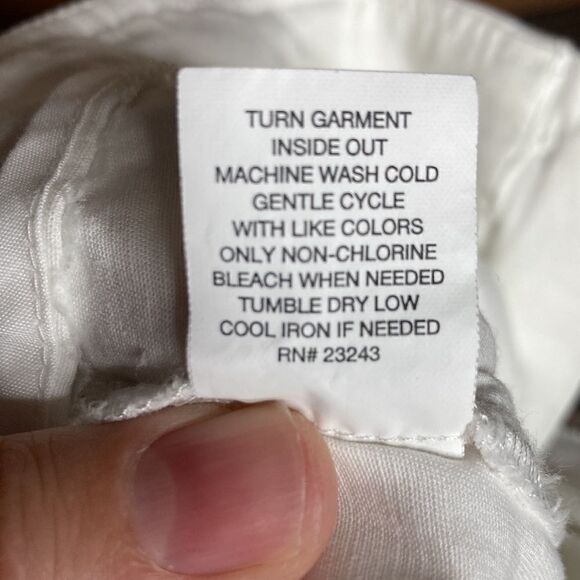 TURN GARMENT
INSIDE OUT
MACHINE WASH COLD
GENTLE CYCLE
WITH LIKE COLORS
ONLY NON-CHLORINE
BLEACH WHEN NEEDED
TUMBLE DRY LOW
COOL IRON IF NEEDED
RN# 23243